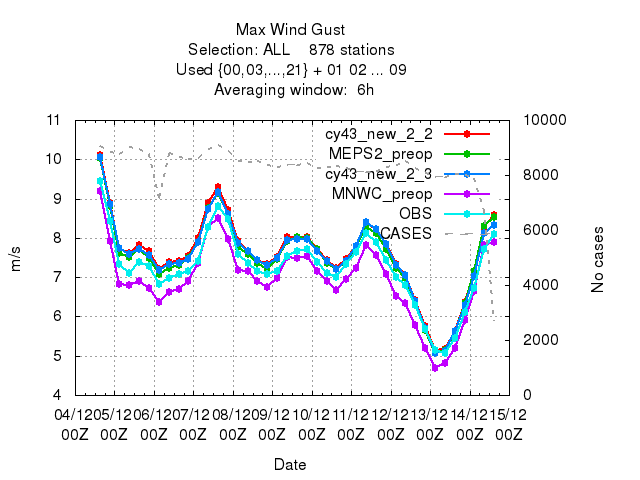 Max Wind Gust
Selection: ALL    878 stations
Used {00,03,...,21} + 01 02 ... 09
Averaging window:  6h
11
10
9
8
7
6
5
4
m/s
10000
8000
6000
4000
2000
0
No cases
cy43_new_2_2
MEPS2_preop
cy43_new_2_3
MNWC_preop
OBS
CASES
04/12 05/12 06/12 07/12 08/12 09/12 10/12 11/12 12/12 13/12 14/12 15/12
00Z 00Z 00Z 00Z 00Z 00Z 00Z 00Z 00Z 00Z 00Z 00Z
Date